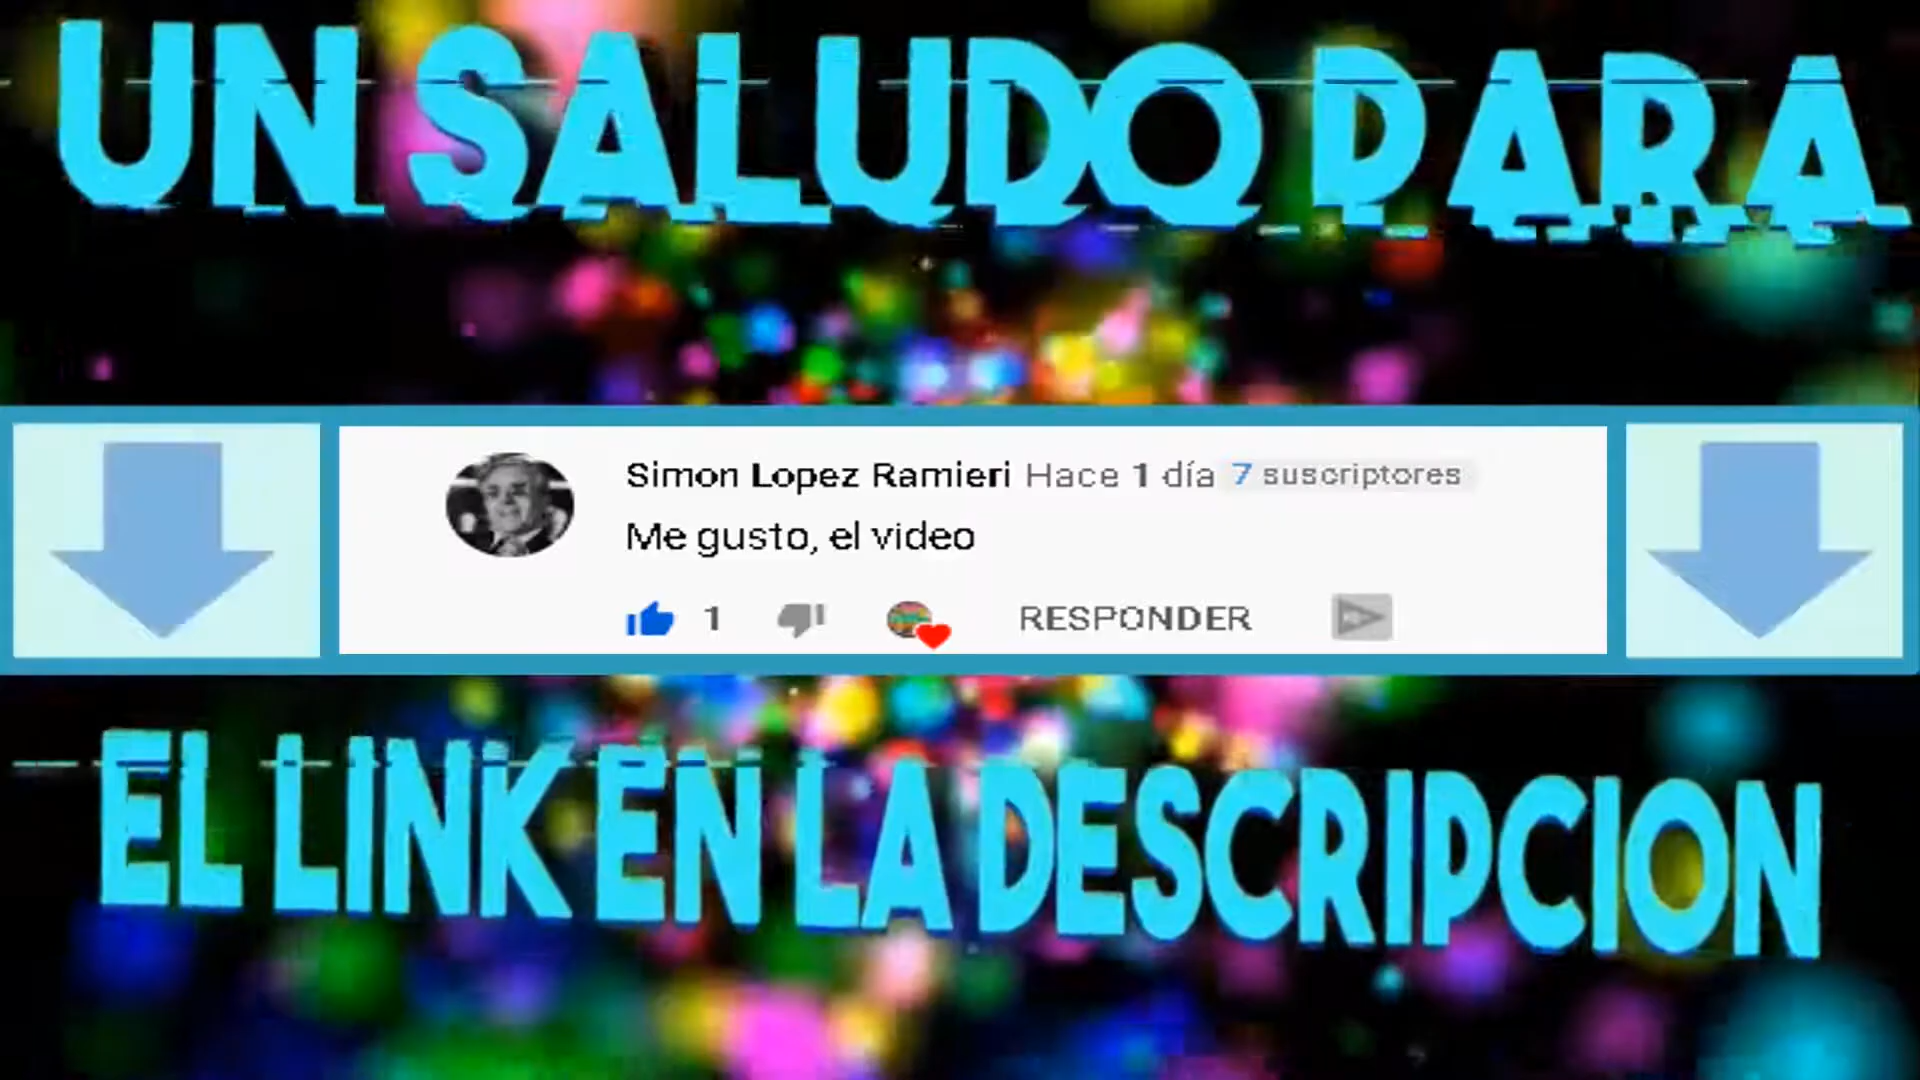 UN SALUDO PARA
Simon Lopez Ramieri Hace 1 día 7 suscriptores
Me gusto, el video
1 RESPONDER
EL LINK EN LA DESCRIPCION